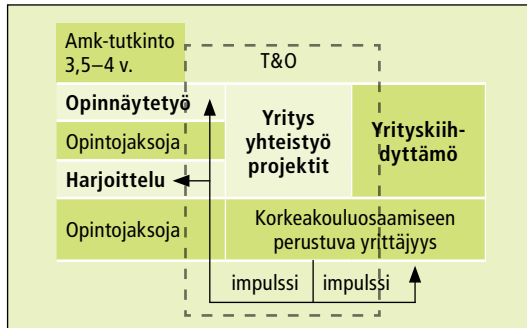 Amk-tutkinto
3,5–4 v.
T&O
Opinnäytetyö
Opintojaksoja
Harjoittelu
Yritys
yhteistyö
projektit
Yrityskiih-
dyttämö
Opintojaksoja
Korkeakouluosaamiseen
perustuva yrittäjyys
impulssi
impulssi